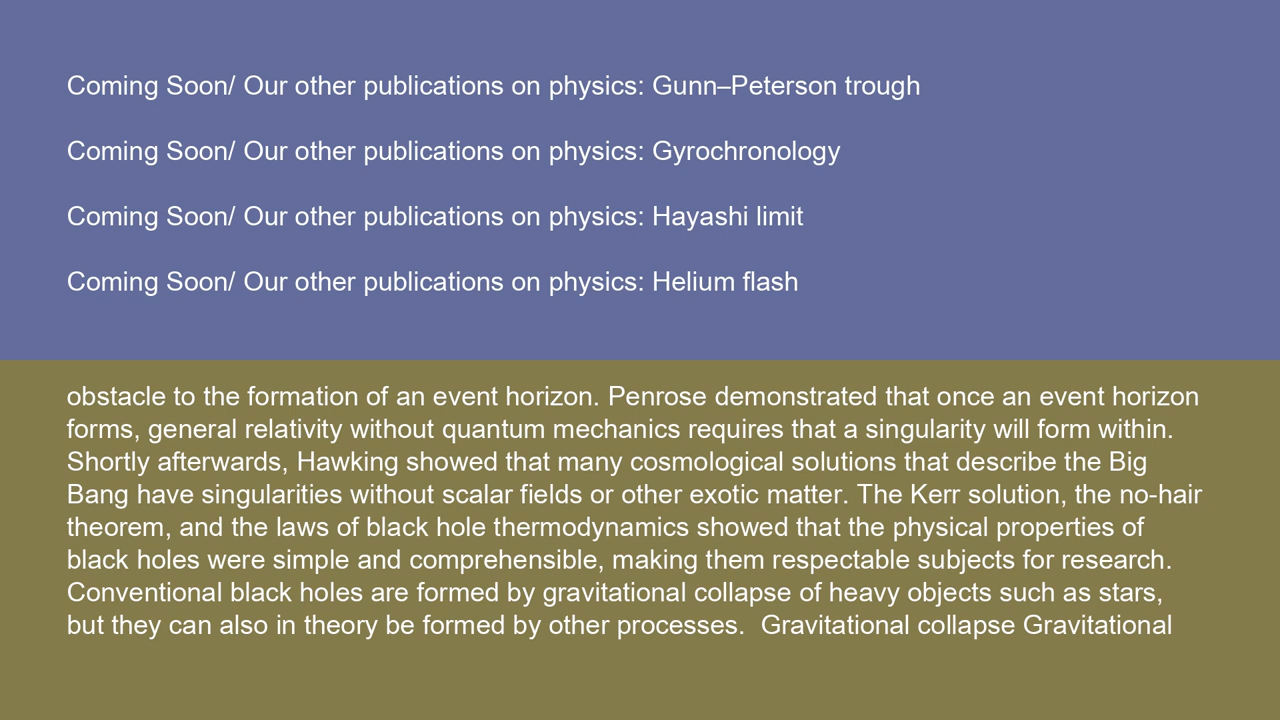 Coming Soon/ Our other publications on physics: Gunn–Peterson trough
Coming Soon/ Our other publications on physics: Gyrochronology
Coming Soon/ Our other publications on physics: Hayashi limit
Coming Soon/ Our other publications on physics: Helium flash
obstacle to the formation of an event horizon. Penrose demonstrated that once an event horizon
forms, general relativity without quantum mechanics requires that a singularity will form within.
Shortly afterwards, Hawking showed that many cosmological solutions that describe the Big
Bang have singularities without scalar fields or other exotic matter. The Kerr solution, the no-hair
theorem, and the laws of black hole thermodynamics showed that the physical properties of
black holes were simple and comprehensible, making them respectable subjects for research.
Conventional black holes are formed by gravitational collapse of heavy objects such as stars,
but they can also in theory be formed by other processes.  Gravitational collapse Gravitational